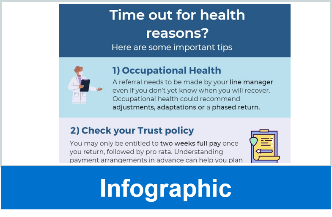 Time out for health
reasons?
Here are some important tips
1) Occupational Health
A referral needs to be made by your line manager
even if you don't yet know when you will recover.
Occupational health could recommend
adjustments, adaptations or a phased return.
2) Check your Trust policy
You may only be entitled to two weeks full pay once
you return, followed by pro rata. Understanding
payment arrangements in advance can help you plan
Infographic